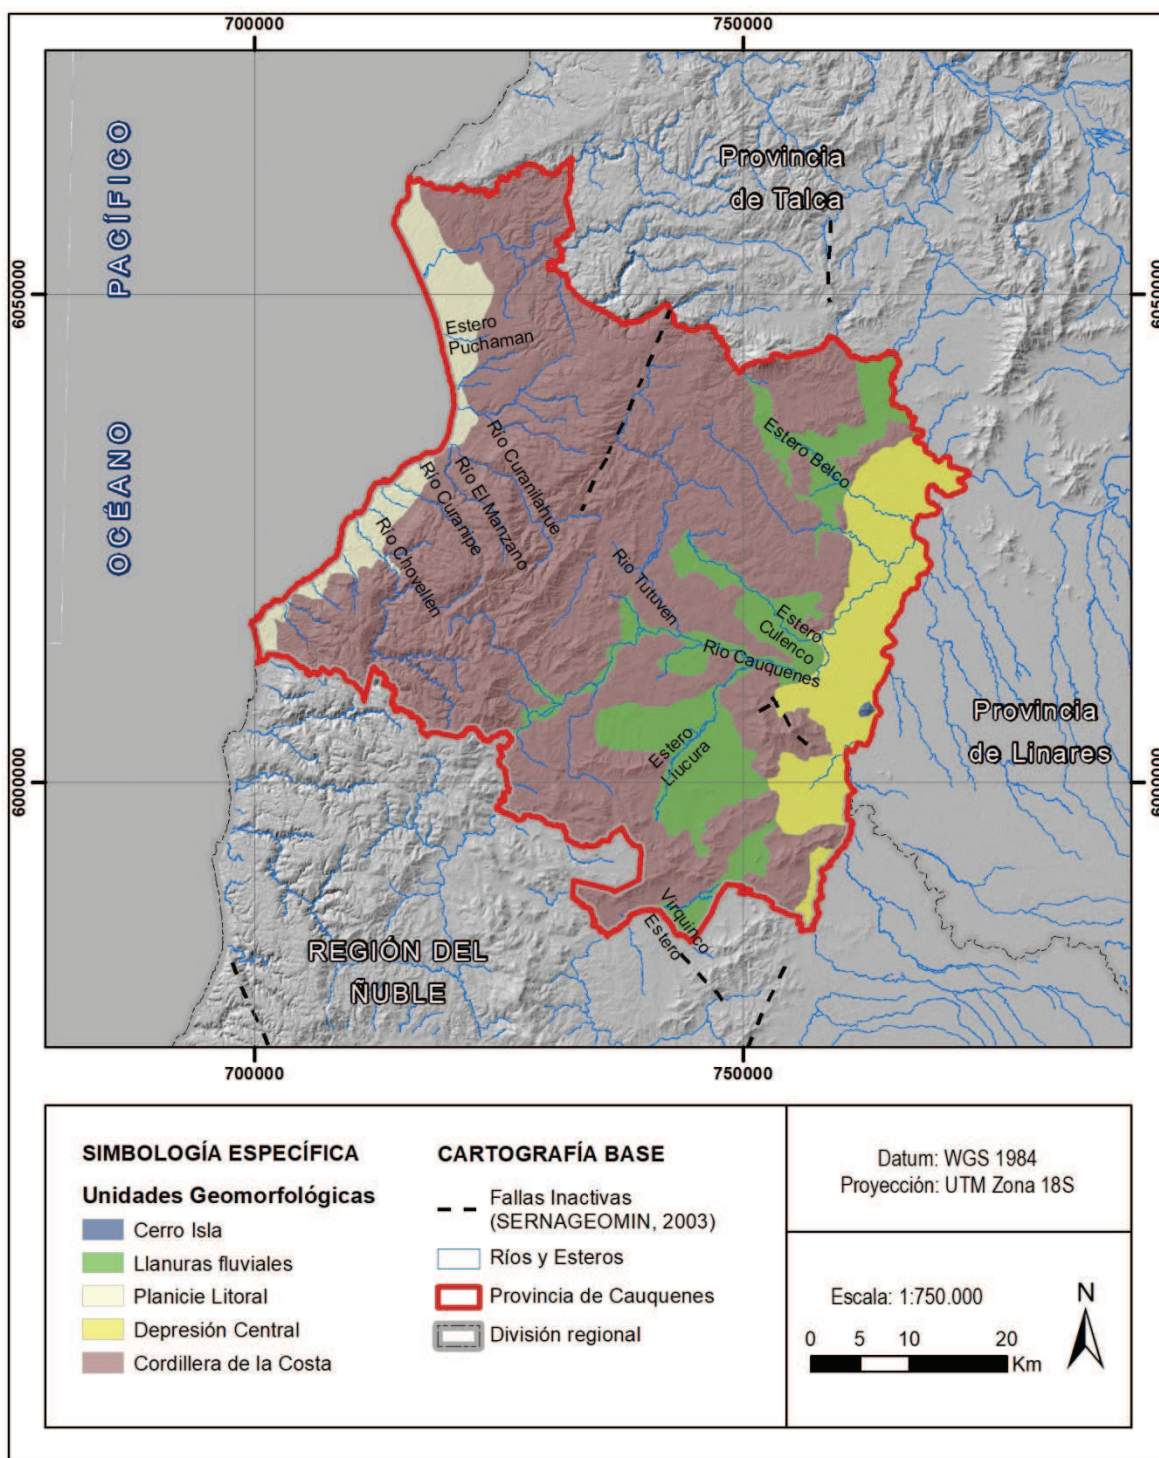 700000
750000
6050000
6050000
6000000
6000000
OCÉANO PACÍFICO
Provincia
de Talca
Estero
Puchaman
Río Curanilahue
Río El Manzano
Río Curanipe
Río Chovellen
Estero Belco
Río Tutuven
Estero
Culenco
Rio Cauquenes
Estero
Liucura
Provincia
de Linares
Virquinco
Estero
REGIÓN DEL
ÑUBLE
700000
750000
SIMBOLOGÍA ESPECÍFICA
Unidades Geomorfológicas
Cerro Isla
Llanuras fluviales
Planicie Litoral
Depresión Central
Cordillera de la Costa
CARTOGRAFÍA BASE
Fallas Inactivas
(SERNAGEOMIN, 2003)
Ríos y Esteros
Provincia de Cauquenes
División regional
Datum: WGS 1984
Proyección: UTM Zona 18S
Escala: 1:750.000
N
0 5 10 20
Km